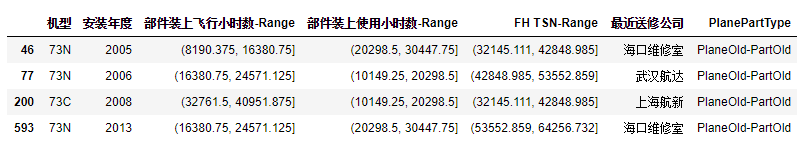 机型 安装年度 部件装上飞行小时数-Range 部件装上使用小时数-Range FH TSN-Range 最近送修公司 PlanePartType
46 73N 2005 (8190.375, 16380.75] (20298.5, 30447.75] (32145.111, 42848.985] 海口维修室 PlaneOld-PartOld
77 73N 2006 (16380.75, 24571.125] (10149.25, 20298.5] (42848.985, 53552.859] 武汉航达 PlaneOld-PartOld
200 73C 2008 (32761.5, 40951.875] (10149.25, 20298.5] (32145.111, 42848.985] 上海航新 PlaneOld-PartOld
593 73N 2013 (16380.75, 24571.125] (20298.5, 30447.75] (53552.859, 64256.732] 海口维修室 PlaneOld-PartOld